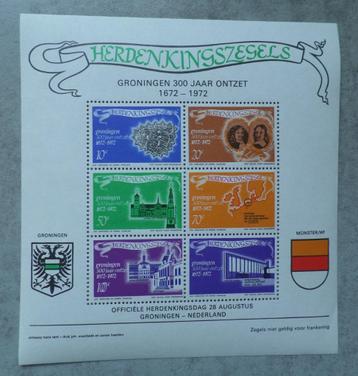 HERDENKINGSZEGELS
GRONINGEN 300 JAAR ONTZET
1672 - 1972
HERDENKINGSZEGEL
groningen
300 jaar ontzet
1672-1972
10c
HERDENKINGSZEGEL
groningen
300 jaar ontzet
1672-1972
20c
HERDENKINGSZEGEL
groningen
300 jaar ontzet
1672-1972
50c
HERDENKINGSZEGEL
groningen
300 jaar ontzet
1672-1972
70c
HERDENKINGSZEGEL
groningen
300 jaar ontzet
1672-1972
HERDENKINGSZEGEL
groningen
300 jaar ontzet
1672-1972
GRONINGEN
MÜNSTER/WF
OFFICIËLE HERDENKINGSDAG 28 AUGUSTUS
GRONINGEN - NEDERLAND
Zegels niet geldig voor frankering